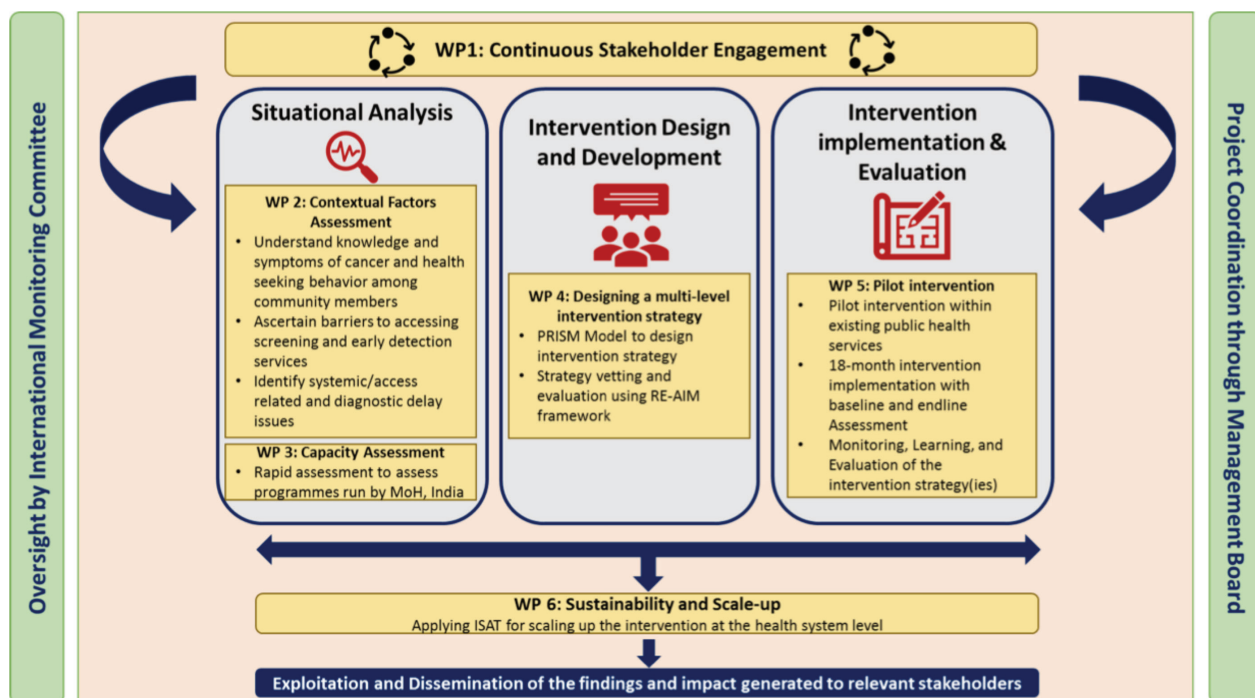 Oversight by International Monitoring Committee
WP1: Continuous Stakeholder Engagement
Situational Analysis
WP 2: Contextual Factors
Assessment
• Understand knowledge and
symptoms of cancer and health
seeking behavior among
community members
• Ascertain barriers to accessing
screening and early detection
services
• Identify systemic/access
related and diagnostic delay
issues
WP 3: Capacity Assessment
• Rapid assessment to assess
programmes run by MoH, India
Intervention Design
and Development
WP 4: Designing a multi-level
intervention strategy
• PRISM Model to design
intervention strategy
• Strategy vetting and
evaluation using RE-AIM
framework
Intervention
implementation &
Evaluation
WP 5: Pilot intervention
• Pilot intervention within
existing public health
services
• 18-month intervention
implementation with
baseline and endline
Assessment
• Monitoring, Learning, and
Evaluation of the
intervention strategy(ies)
WP 6: Sustainability and Scale-up
Applying ISAT for scaling up the intervention at the health system level
Exploitation and Dissemination of the findings and impact generated to relevant stakeholders
Project Coordination through Management Board